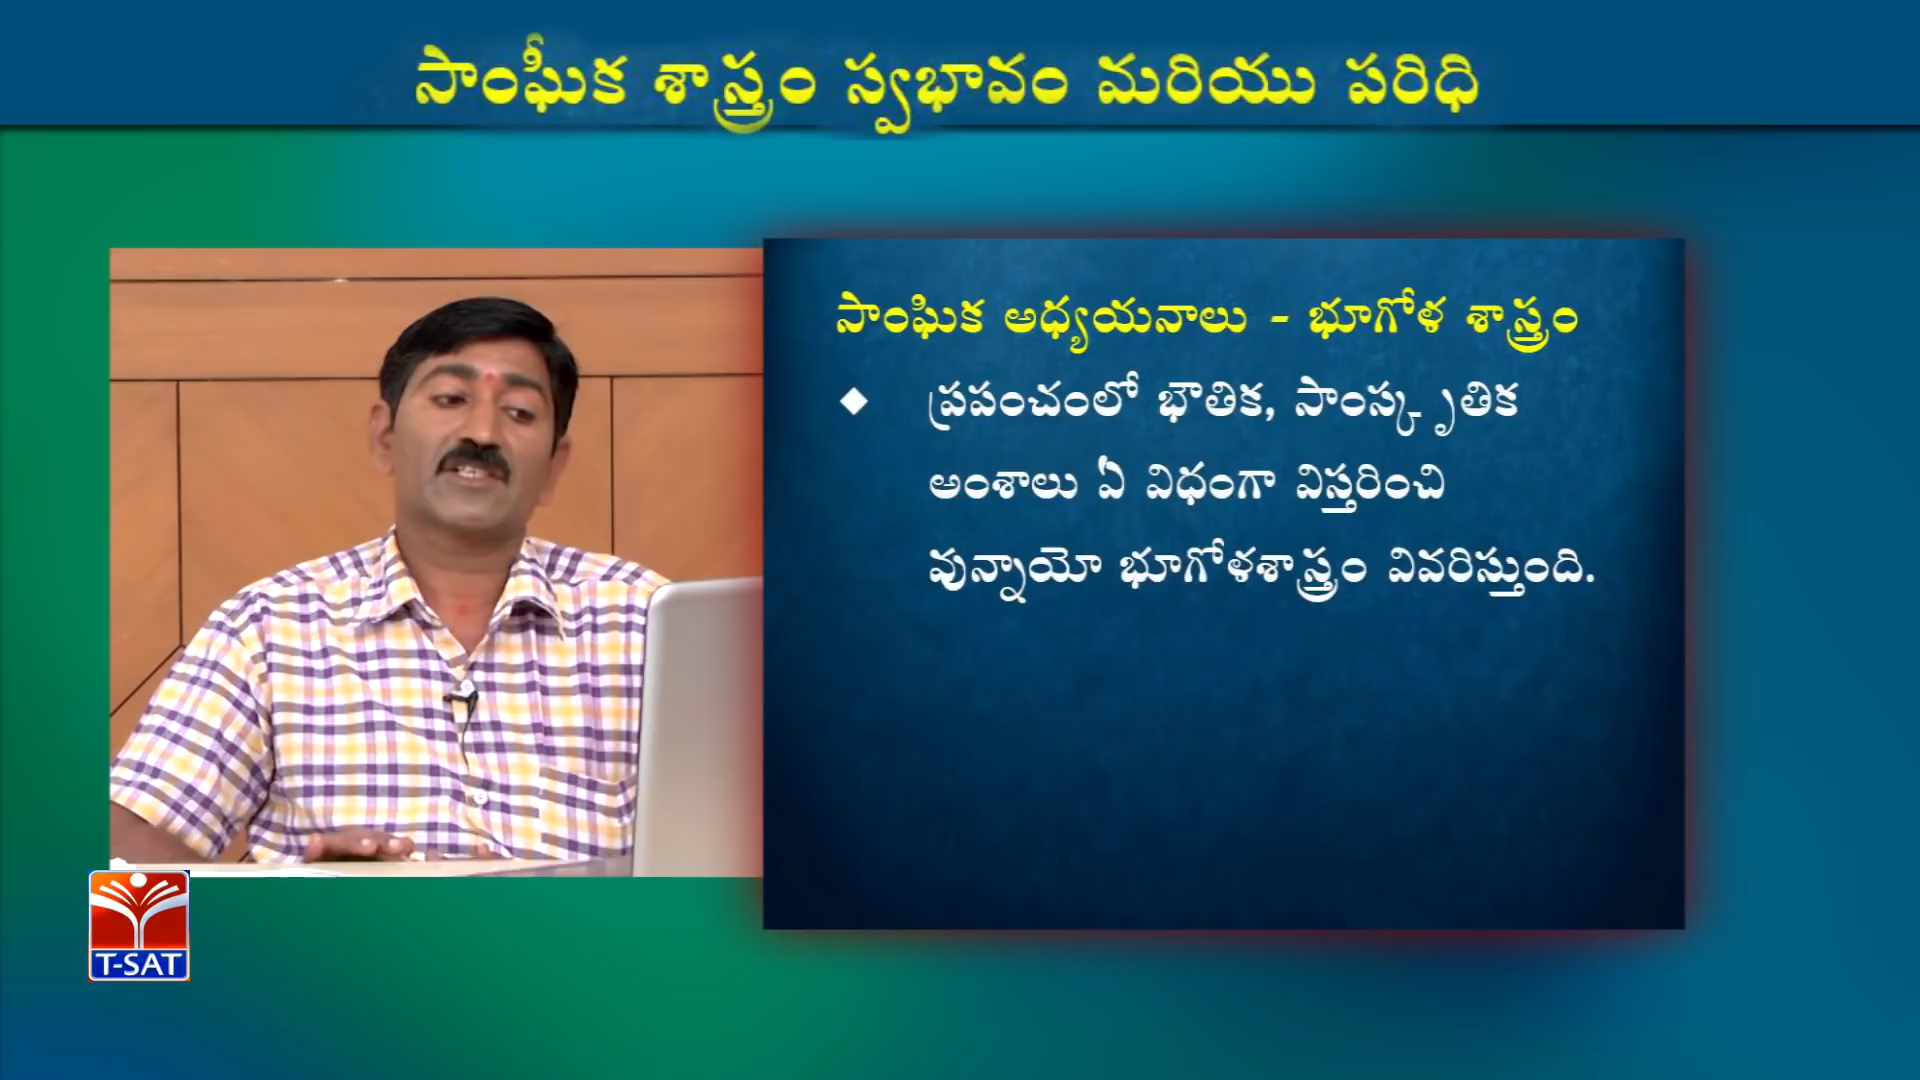 సాంఘీక శాస్త్రం స్వభావం మరియు పరిధి
సాంఘిక అధ్యయనాలు - భూగోళ శాస్త్రం
◆ ప్రపంచంలో భౌతిక, సాంస్కృతిక
అంశాలు ఏ విధంగా విస్తరించి
వున్నాయో భూగోళశాస్త్రం వివరిస్తుంది.
T-SAT